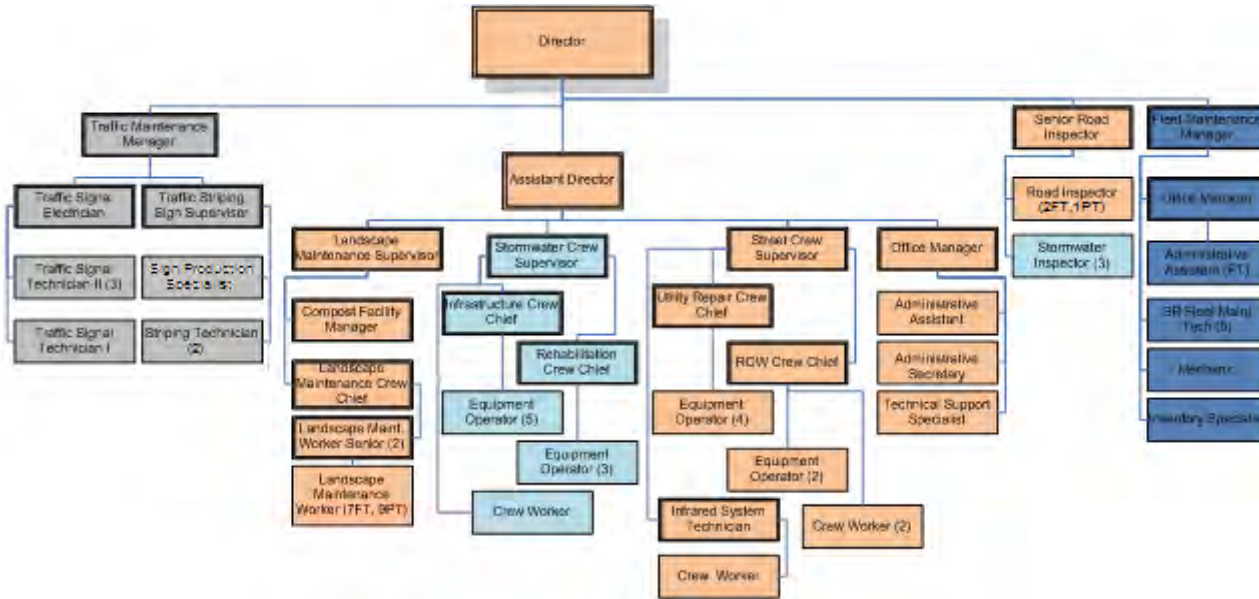 Director
Traffic Maintenance
Manager
Senior Road
Inspector
Fleet Maintenance
Manager
Assistant Director
Traffic Signal
Electrician
Traffic Striping
Sign Supervisor
Road Inspector
(2FT,1PT)
Office Manager
Landscape
Maintenance Supervisor
Stormwater Crew
Supervisor
Street Crew
Supervisor
Office Manager
Stormwater
Inspector (3)
Administrative
Assistant (FT)
Traffic Signal
Technician II (3)
Sign Production
Specialist
Compost Facility
Manager
Infrastructure Crew
Chief
Utility Repair Crew
Chief
Administrative
Assistant
Tech (5)
Traffic Signal
Technician I
Striping Technician
(2)
Rehabilitation
Crew Chief
ROW Crew Chief
Administrative
Secretary
Mechanic
Landscape
Maintenance Crew
Chief
Equipment
Operator (5)
Equipment
Operator (4)
Technical Support
Specialist
Inventory Specialist
Landscape Maint.
Worker Senior (2)
Equipment
Operator (3)
Equipment
Operator (2)
Landscape
Maintenance
Worker (7FT, 9PT)
Crew Worker
Infrared System
Technician
Crew Worker (2)
Crew Worker